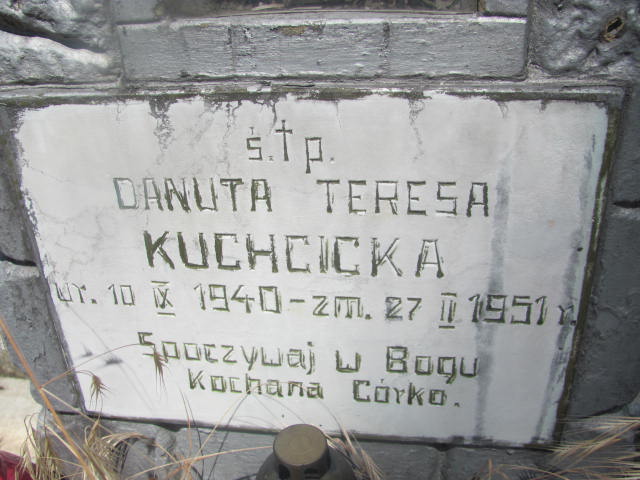 ś.†p.
DANUTA TERESA
KUCHCICKA
ur. 10 IX 1940 - zm. 27 II 1951 r.
Spoczywaj w Bogu
Kochana Córko.